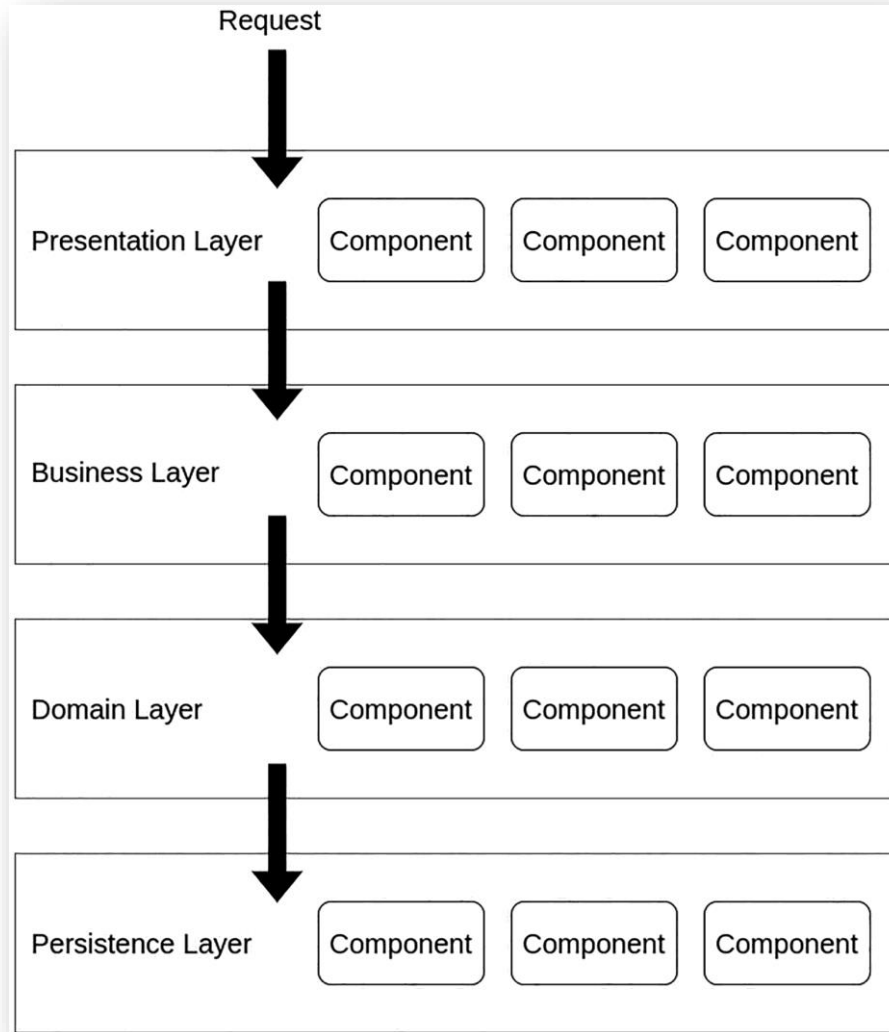 Request
Presentation Layer Component Component Component
Business Layer Component Component Component
Domain Layer Component Component Component
Persistence Layer Component Component Component